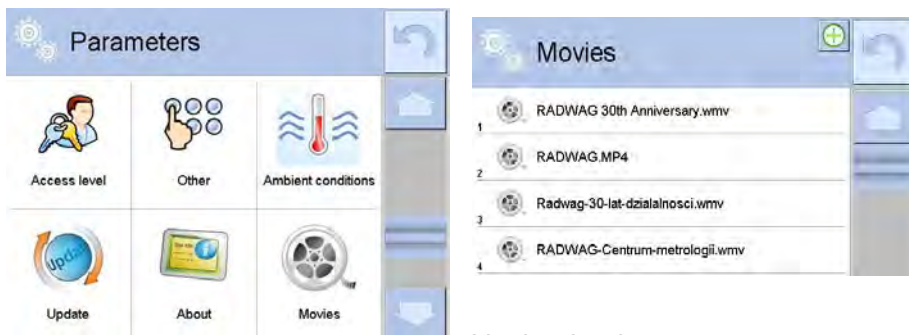 Parameters
Access level
Other
Ambient conditions
Update
About
Movies
Movies
1 RADWAG 30th Anniversary.wmv
2 RADWAG.MP4
3 Radwag-30-lat-dzialalnosci.wmv
4 RADWAG-Centrum-metrologii.wmv